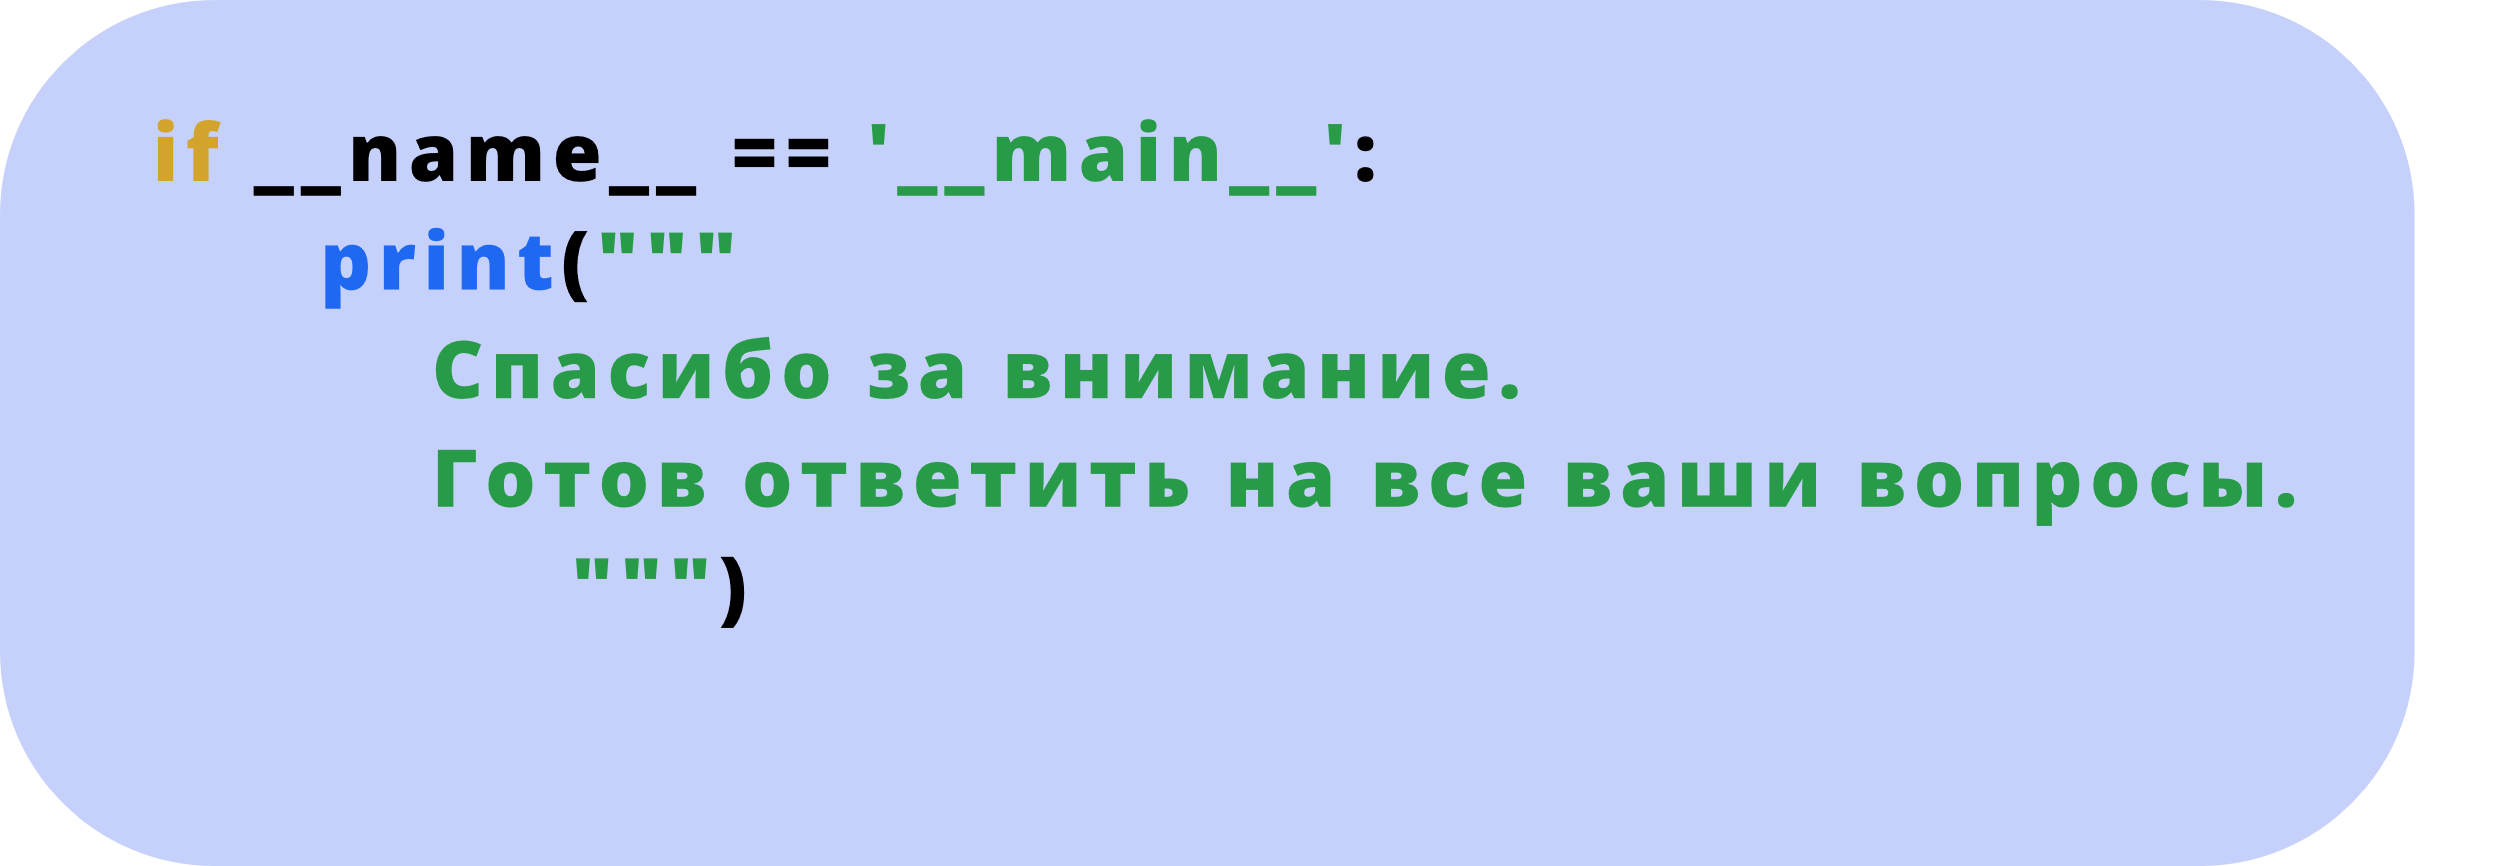 if __name__ == '__main__':
print("""
Спасибо за внимание.
Готов ответить на все ваши вопросы.
""")